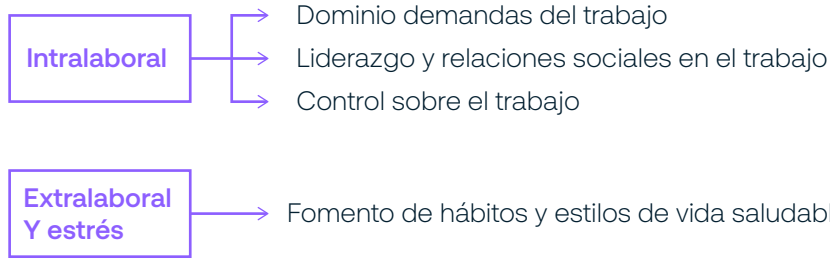 Dominio demandas del trabajo
Intralaboral
Liderazgo y relaciones sociales en el trabajo
Control sobre el trabajo
Extralaboral
Y estrés
Fomento de hábitos y estilos de vida